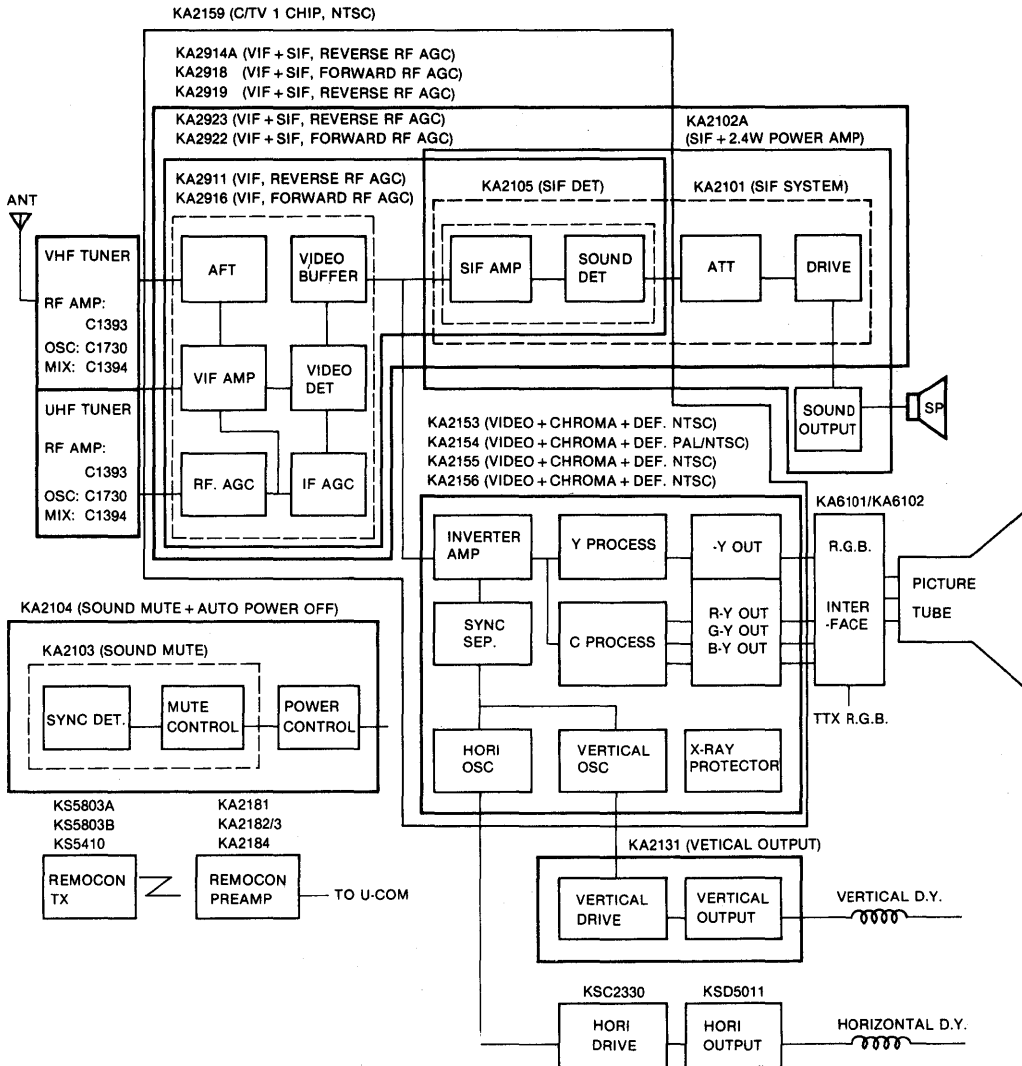 KA2159 (C/TV 1 CHIP, NTSC)
KA2914A (VIF + SIF, REVERSE RF AGC)
KA2918 (VIF + SIF, FORWARD RF AGC)
KA2919 (VIF + SIF, REVERSE RF AGC)
KA2923 (VIF + SIF, REVERSE RF AGC)
KA2922 (VIF + SIF, FORWARD RF AGC)
KA2102A
(SIF + 2.4W POWER AMP)
KA2911 (VIF, REVERSE RF AGC)
KA2916 (VIF, FORWARD RF AGC)
KA2105 (SIF DET)
KA2101 (SIF SYSTEM)
ANT
VHF TUNER
RF AMP:
C1393
OSC: C1730
MIX: C1394
UHF TUNER
RF AMP:
C1393
OSC: C1730
MIX: C1394
AFT
VIDEO
BUFFER
VIF AMP
VIDEO
DET
RF. AGC
IF AGC
SIF AMP
SOUND
DET
ATT
DRIVE
SOUND
OUTPUT
SP
KA2153 (VIDEO + CHROMA + DEF. NTSC)
KA2154 (VIDEO + CHROMA + DEF. PAL/NTSC)
KA2155 (VIDEO + CHROMA + DEF. NTSC)
KA2156 (VIDEO + CHROMA + DEF. NTSC)
KA6101/KA6102
INVERTER
AMP
Y PROCESS
-Y OUT
SYNC
SEP.
C PROCESS
R-Y OUT
G-Y OUT
B-Y OUT
R.G.B.
INTER
-FACE
PICTURE
TUBE
TTX R.G.B.
HORI
OSC
VERTICAL
OSC
X-RAY
PROTECTOR
KA2104 (SOUND MUTE + AUTO POWER OFF)
KA2103 (SOUND MUTE)
SYNC DET.
MUTE
CONTROL
POWER
CONTROL
KS5803A
KS5803B
KS5410
REMOCON
TX
KA2181
KA2182/3
KA2184
REMOCON
PREAMP
TO U-COM
KA2131 (VETICAL OUTPUT)
VERTICAL
DRIVE
VERTICAL
OUTPUT
VERTICAL D.Y.
KSC2330
HORI
DRIVE
KSD5011
HORI
OUTPUT
HORIZONTAL D.Y.